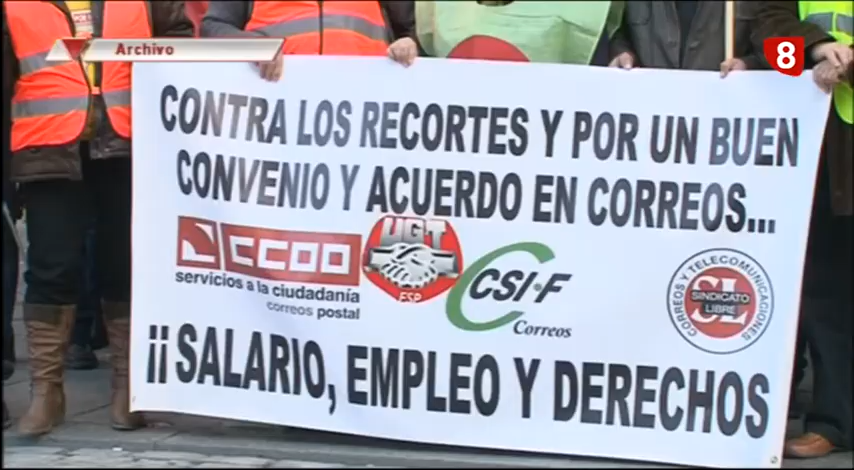 Archivo
8
CONTRA LOS RECORTES Y POR UN BUEN
CONVENIO Y ACUERDO EN CORREOS...
CCOO
servicios a la ciudadanía
correos postal
UGT
FSP
CSI·F
Correos
CORREOS Y TELECOMUNICACIONES
SINDICATO
LIBRE
SL
¡¡ SALARIO, EMPLEO Y DERECHOS